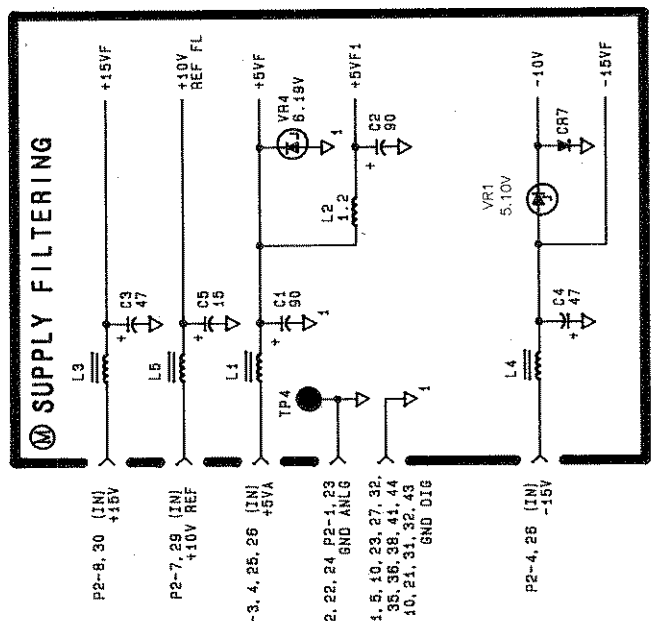 Ⓜ SUPPLY FILTERING
P2-8, 30 (IN)
+15V
L3
C3
47
+
+15VF
P2-7, 29 (IN)
+10V REF
L5
C5
15
+
+10V
REF FL
-3, 4, 25, 26 (IN)
+5VA
L1
C1
90
+
1
VR4
6.19V
1
+5VF
L2
1.2
C2
90
+
+5VF1
TP4
2, 22, 24 P2-1, 23
GND ANLG
1, 5, 10, 23, 27, 32,
35, 36, 38, 41, 44
10, 21, 31, 32, 43
GND DIG
1
P2-4, 26 (IN)
-15V
L4
C4
47
+
VR1
5.10V
CR7
-10V
-15VF